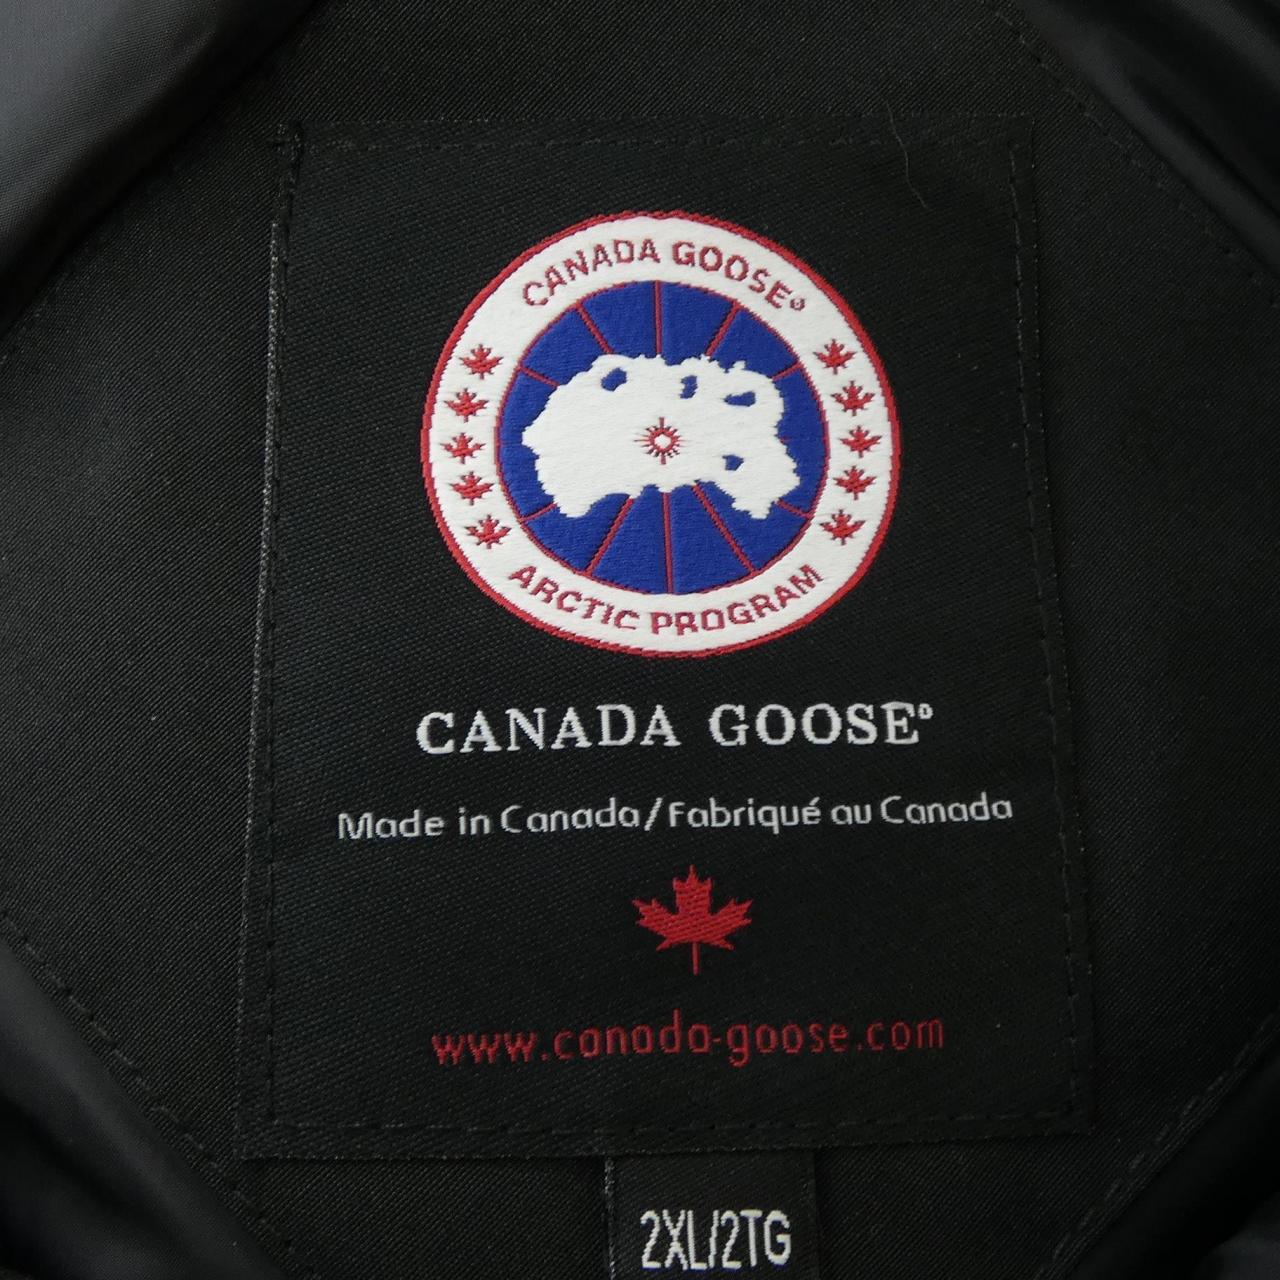 CANADA GOOSE®
ARCTIC PROGRAM
CANADA GOOSE®
Made in Canada/Fabriqué au Canada
www.canada-goose.com
2XL/2TG